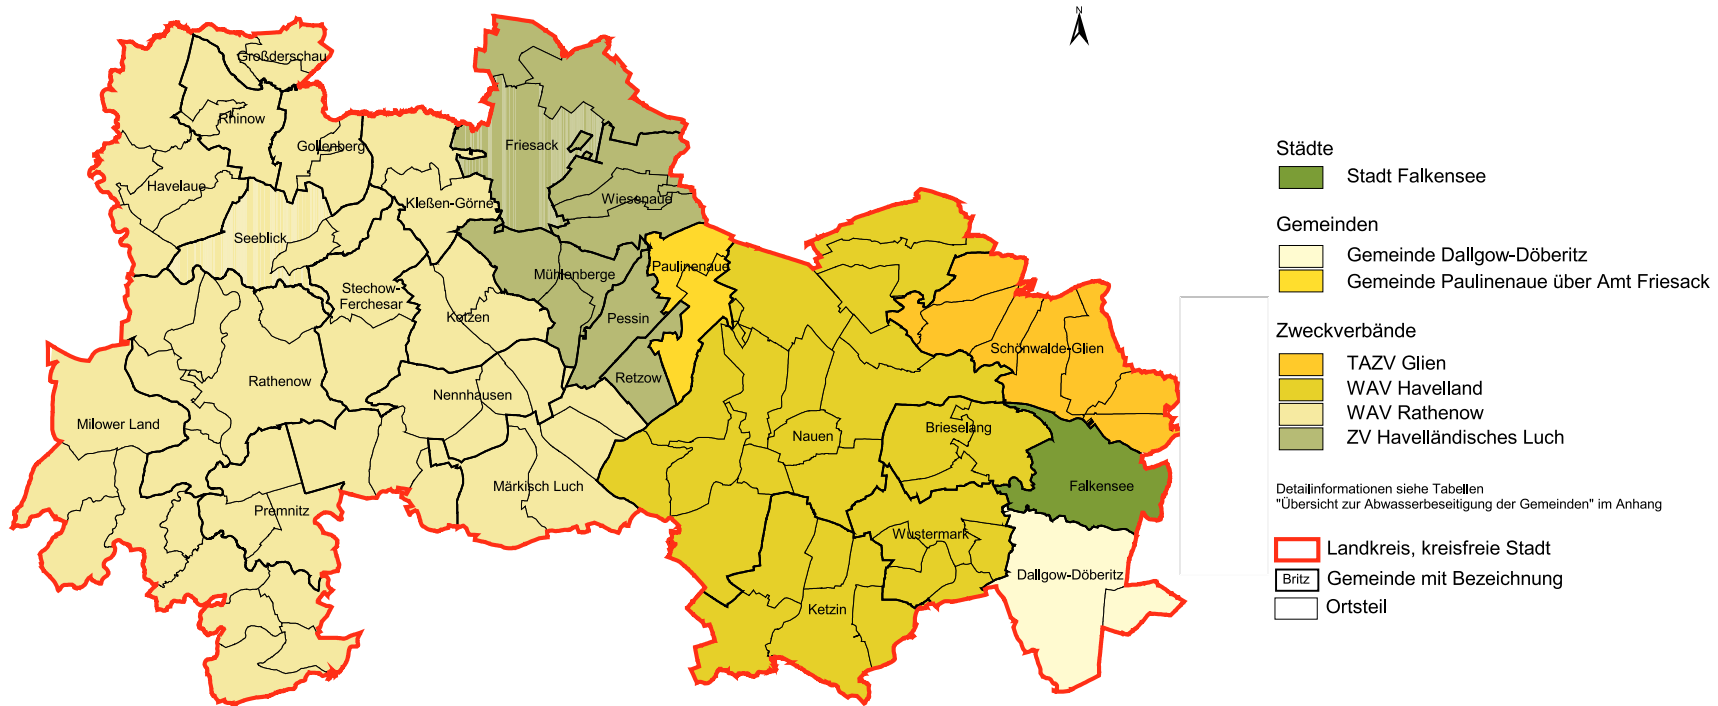 N
Großderschau
Rhinow
Gollenberg
Friesack
Havelaue
Kleßen-Görne
Wiesenaue
Seeblick
Mühlenberge
Paulinenaue
Stechow-
Ferchesar
Kotzen
Pessin
Schönwalde-Glien
Rathenow
Retzow
Nennhausen
Milower Land
Nauen
Brieselang
Märkisch Luch
Falkensee
Premnitz
Wustermark
Dallgow-Döberitz
Ketzin
Städte
Stadt Falkensee
Gemeinden
Gemeinde Dallgow-Döberitz
Gemeinde Paulinenaue über Amt Friesack
Zweckverbände
TAZV Glien
WAV Havelland
WAV Rathenow
ZV Havelländisches Luch
Detailinformationen siehe Tabellen
"Übersicht zur Abwasserbeseitigung der Gemeinden" im Anhang
Landkreis, kreisfreie Stadt
Britz Gemeinde mit Bezeichnung
Ortsteil